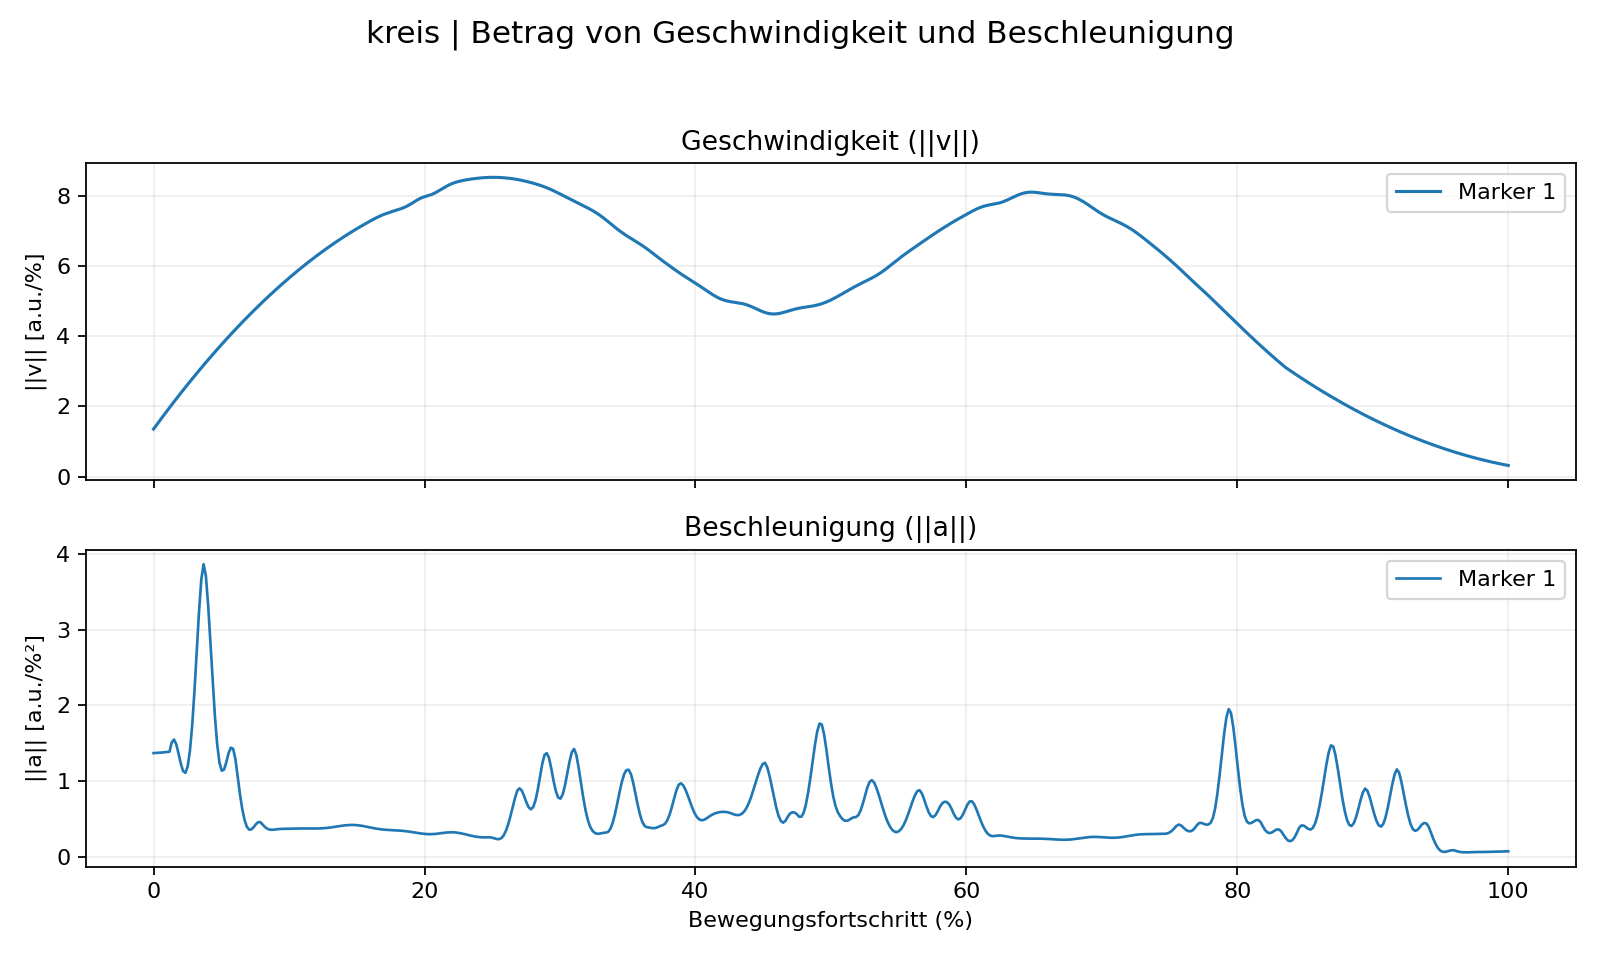 kreis | Betrag von Geschwindigkeit und Beschleunigung
Geschwindigkeit (||v||)
||v|| [a.u./%]
8
6
4
2
0
Marker 1
Beschleunigung (||a||)
||a|| [a.u./%²]
4
3
2
1
0
Marker 1
0 20 40 60 80 100
Bewegungsfortschritt (%)